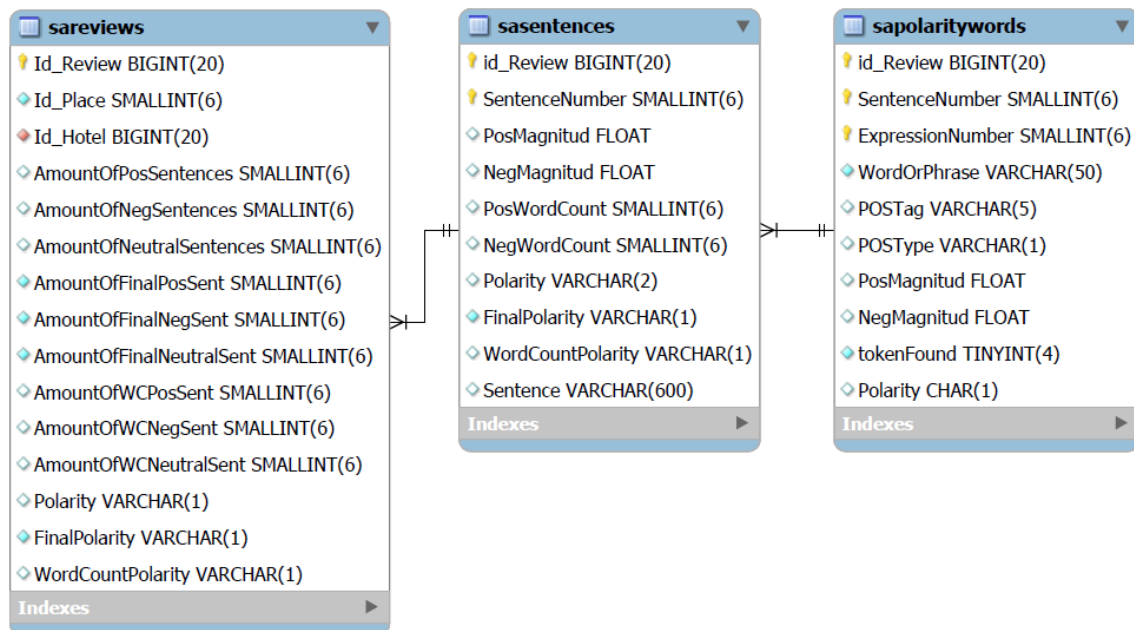 sareviews
Id_Review BIGINT(20)
Id_Place SMALLINT(6)
Id_Hotel BIGINT(20)
AmountOfPosSentences SMALLINT(6)
AmountOfNegSentences SMALLINT(6)
AmountOfNeutralSentences SMALLINT(6)
AmountOfFinalPosSent SMALLINT(6)
AmountOfFinalNegSent SMALLINT(6)
AmountOfFinalNeutralSent SMALLINT(6)
AmountOfWCPosSent SMALLINT(6)
AmountOfWCNegSent SMALLINT(6)
AmountOfWCNeutralSent SMALLINT(6)
Polarity VARCHAR(1)
FinalPolarity VARCHAR(1)
WordCountPolarity VARCHAR(1)
Indexes
sasentences
id_Review BIGINT(20)
SentenceNumber SMALLINT(6)
PosMagnitud FLOAT
NegMagnitud FLOAT
PosWordCount SMALLINT(6)
NegWordCount SMALLINT(6)
Polarity VARCHAR(2)
FinalPolarity VARCHAR(1)
WordCountPolarity VARCHAR(1)
Sentence VARCHAR(600)
Indexes
sapolaritywords
id_Review BIGINT(20)
SentenceNumber SMALLINT(6)
ExpressionNumber SMALLINT(6)
WordOrPhrase VARCHAR(50)
POSTag VARCHAR(5)
POSType VARCHAR(1)
PosMagnitud FLOAT
NegMagnitud FLOAT
tokenFound TINYINT(4)
Polarity CHAR(1)
Indexes